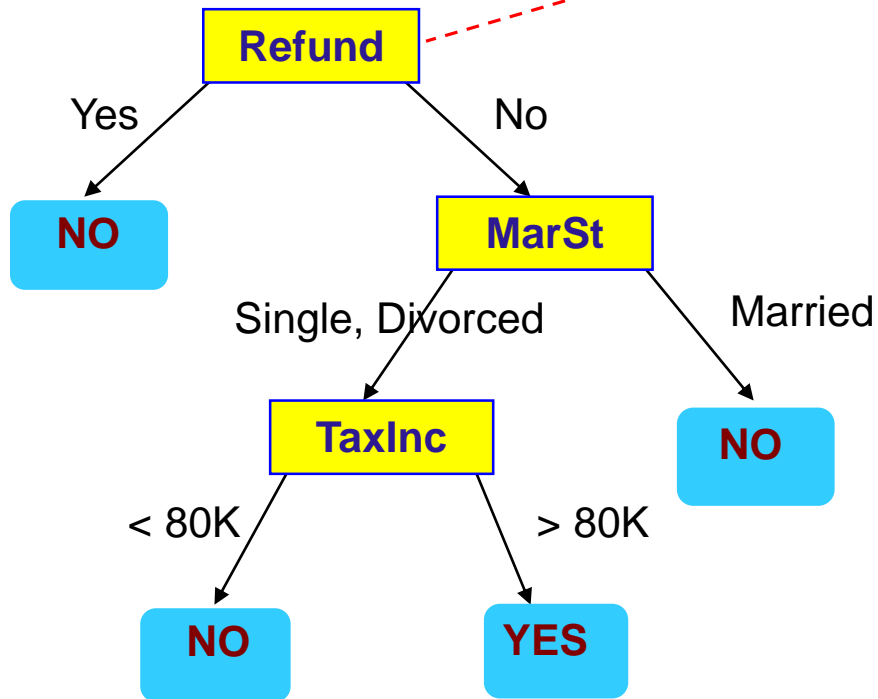 Refund
Yes
No
NO
MarSt
Single, Divorced
Married
TaxInc
NO
< 80K
> 80K
NO
YES